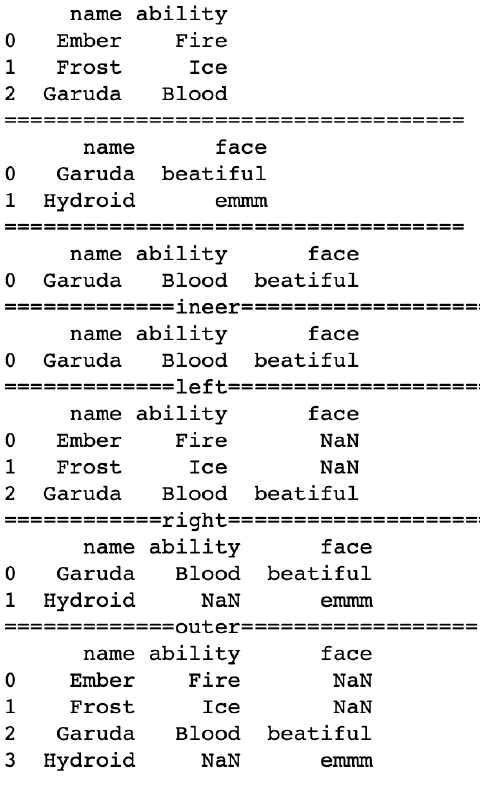 name ability
0   Ember    Fire
1   Frost     Ice
2  Garuda   Blood
===================================
      name      face
0   Garuda  beatiful
1  Hydroid      emmm
===================================
     name ability      face
0  Garuda   Blood  beatiful
=============ineer===================
     name ability      face
0  Garuda   Blood  beatiful
=============left====================
     name ability      face
0   Ember    Fire       NaN
1   Frost     Ice       NaN
2  Garuda   Blood  beatiful
============right====================
      name ability      face
0   Garuda   Blood  beatiful
1  Hydroid     NaN      emmm
=============outer==================
      name ability      face
0    Ember    Fire       NaN
1    Frost     Ice       NaN
2   Garuda   Blood  beatiful
3  Hydroid     NaN      emmm